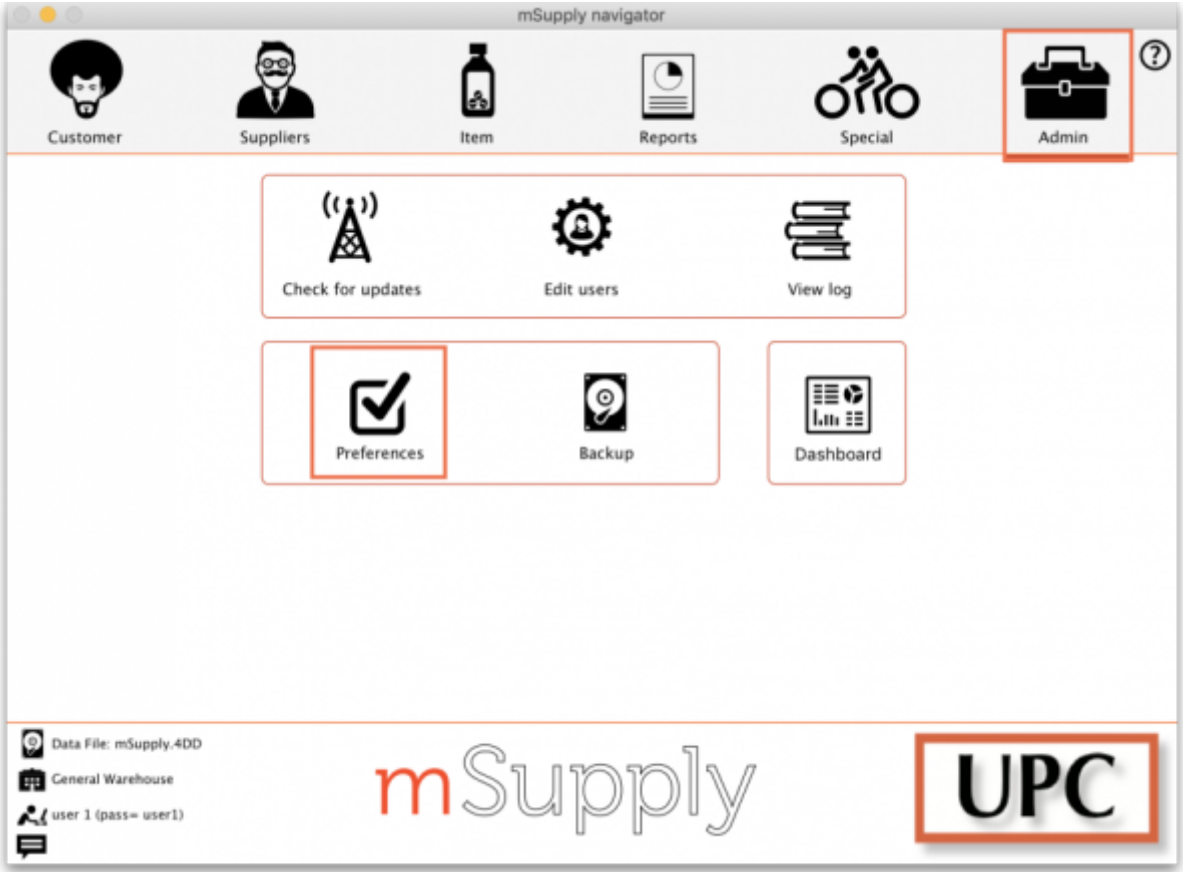 mSupply navigator
Customer
Suppliers
Item
Reports
Special
Admin
?
Check for updates
Edit users
View log
Preferences
Backup
Dashboard
Data File: mSupply.4DD
General Warehouse
user 1 (pass= user1)
mSupply
UPC